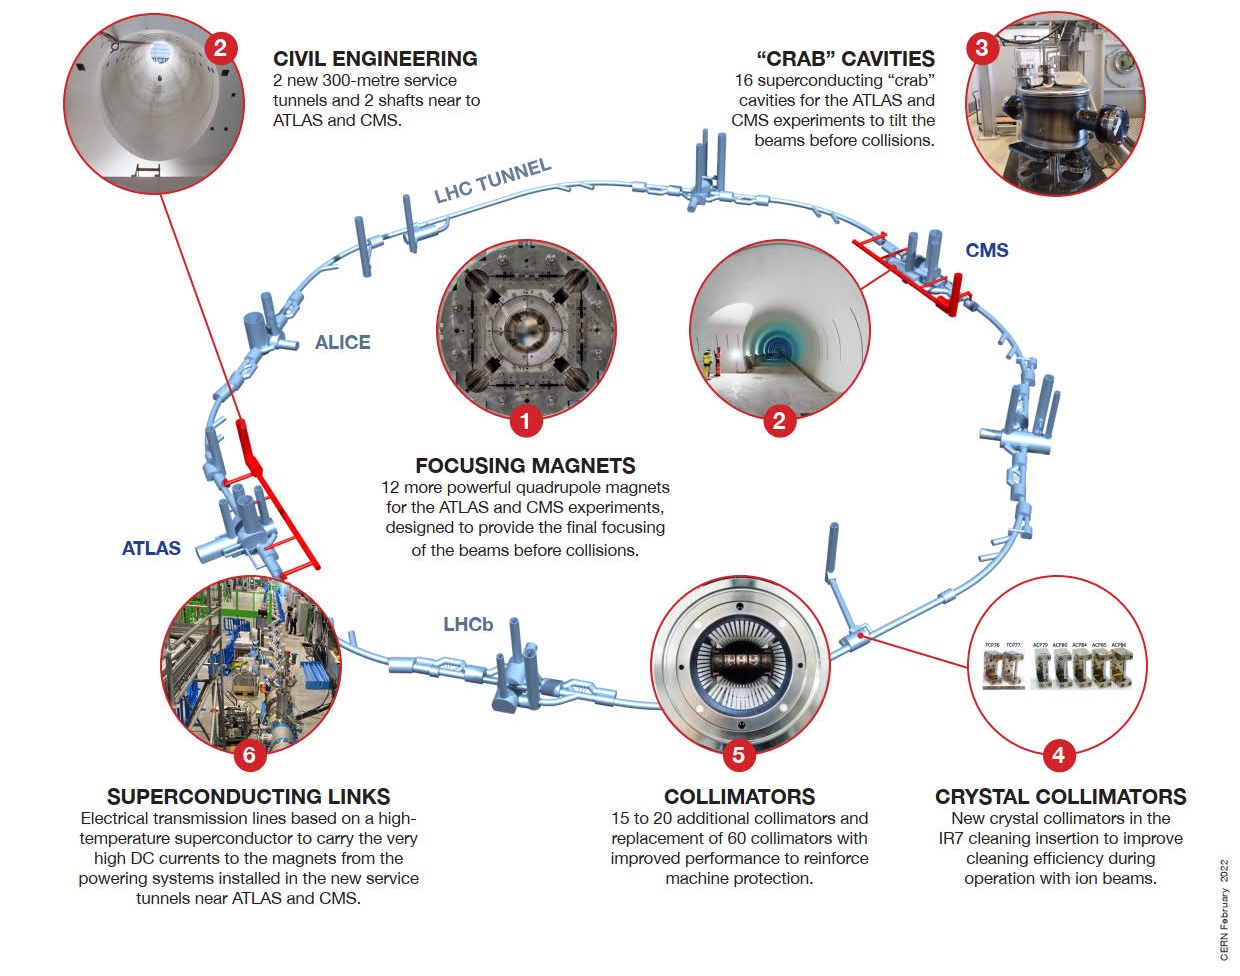 2
CIVIL ENGINEERING
2 new 300-metre service
tunnels and 2 shafts near to
ATLAS and CMS.
“CRAB” CAVITIES
16 superconducting “crab”
cavities for the ATLAS and
CMS experiments to tilt the
beams before collisions.
3
LHC TUNNEL
CMS
ALICE
1
FOCUSING MAGNETS
12 more powerful quadrupole magnets
for the ATLAS and CMS experiments,
designed to provide the final focusing
of the beams before collisions.
2
ATLAS
LHCb
6
SUPERCONDUCTING LINKS
Electrical transmission lines based on a high-
temperature superconductor to carry the very
high DC currents to the magnets from the
powering systems installed in the new service
tunnels near ATLAS and CMS.
5
COLLIMATORS
15 to 20 additional collimators and
replacement of 60 collimators with
improved performance to reinforce
machine protection.
TCP76 TCP77 ACP79 ACP80 ACP84 ACP85 ACP86
4
CRYSTAL COLLIMATORS
New crystal collimators in the
IR7 cleaning insertion to improve
cleaning efficiency during
operation with ion beams.
CERN February 2022